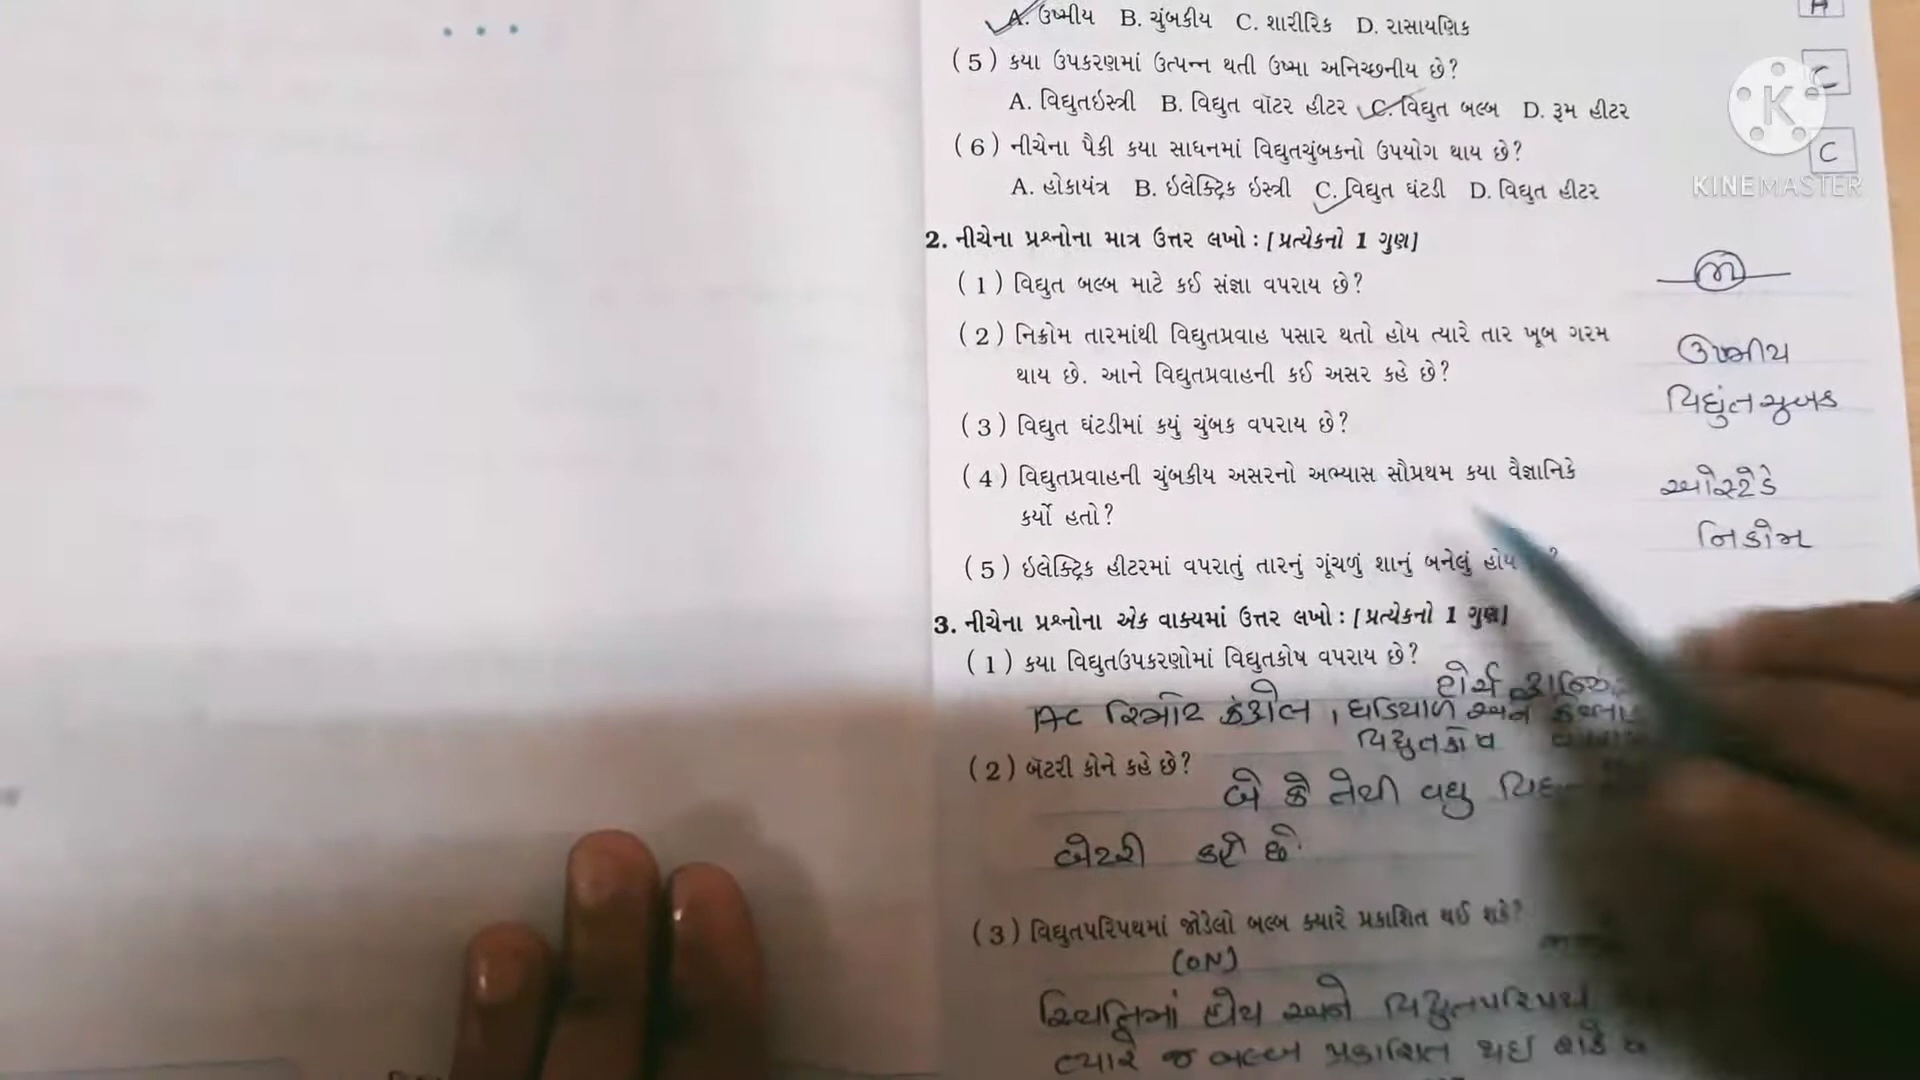 A. ઉષ્મીય B. ચુંબકીય C. શારીરિક D. રાસાયણિક
A
(5) કયા ઉપકરણમાં ઉત્પન્ન થતી ઉષ્મા અનિચ્છનીય છે?
C
A. વિદ્યુતઇસ્ત્રી B. વિદ્યુત વૉટર હીટર C. વિદ્યુત બલ્બ D. રૂમ હીટર
(6) નીચેના પૈકી કયા સાધનમાં વિદ્યુતચુંબકનો ઉપયોગ થાય છે?
C
A. હોકાયંત્ર B. ઇલેક્ટ્રિક ઇસ્ત્રી C. વિદ્યુત ઘંટડી D. વિદ્યુત હીટર
KINEMASTER
2. નીચેના પ્રશ્નોના માત્ર ઉત્તર લખો : [પ્રત્યેકનો 1 ગુણ]
(1) વિદ્યુત બલ્બ માટે કઈ સંજ્ઞા વપરાય છે?
(2) નિક્રોમ તારમાંથી વિદ્યુતપ્રવાહ પસાર થતો હોય ત્યારે તાર ખૂબ ગરમ
થાય છે. આને વિદ્યુતપ્રવાહની કઈ અસર કહે છે?
ઉષ્મીય
(3) વિદ્યુત ઘંટડીમાં કયું ચુંબક વપરાય છે?
વિદ્યુંતચુબક
(4) વિદ્યુતપ્રવાહની ચુંબકીય અસરનો અભ્યાસ સૌપ્રથમ કયા વૈજ્ઞાનિકે
કર્યો હતો?
ઓસ્ટેડે
(5) ઇલેક્ટ્રિક હીટરમાં વપરાતું તારનું ગૂંચળું શાનું બનેલું હોય છે?
નિકોમ
3. નીચેના પ્રશ્નોના એક વાક્યમાં ઉત્તર લખો : [પ્રત્યેકનો 1 ગુણ]
(1) કયા વિદ્યુતઉપકરણોમાં વિદ્યુતકોષ વપરાય છે?
ટોર્ચ,
AC રિમોટ કંટ્રોલ, ઘડિયાળ અને
વિદ્યુતકોષ
(2) બૅટરી કોને કહે છે?
બે કે તેથી વધુ
બેટરી કહે છે
(3) વિદ્યુતપરિપથમાં જોડેલો બલ્બ ક્યારે પ્રકાશિત થઈ શકે?
(ON)
સ્થિતિમાં હોય અને વિદ્યુતપરિપથ
ત્યારે જ બલ્બ પ્રકાશિત થઇ શકે